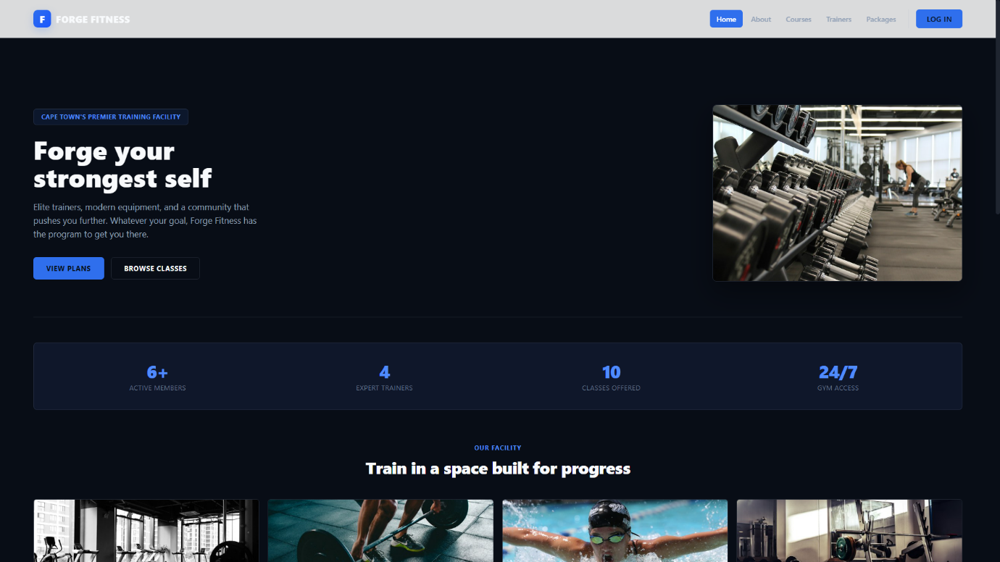 F FORGE FITNESS
Home About Courses Trainers Packages LOG IN
CAPE TOWN'S PREMIER TRAINING FACILITY
Forge your
strongest self
Elite trainers, modern equipment, and a community that
pushes you further. Whatever your goal, Forge Fitness has
the program to get you there.
VIEW PLANS BROWSE CLASSES
6+ 4 10 24/7
ACTIVE MEMBERS EXPERT TRAINERS CLASSES OFFERED GYM ACCESS
OUR FACILITY
Train in a space built for progress